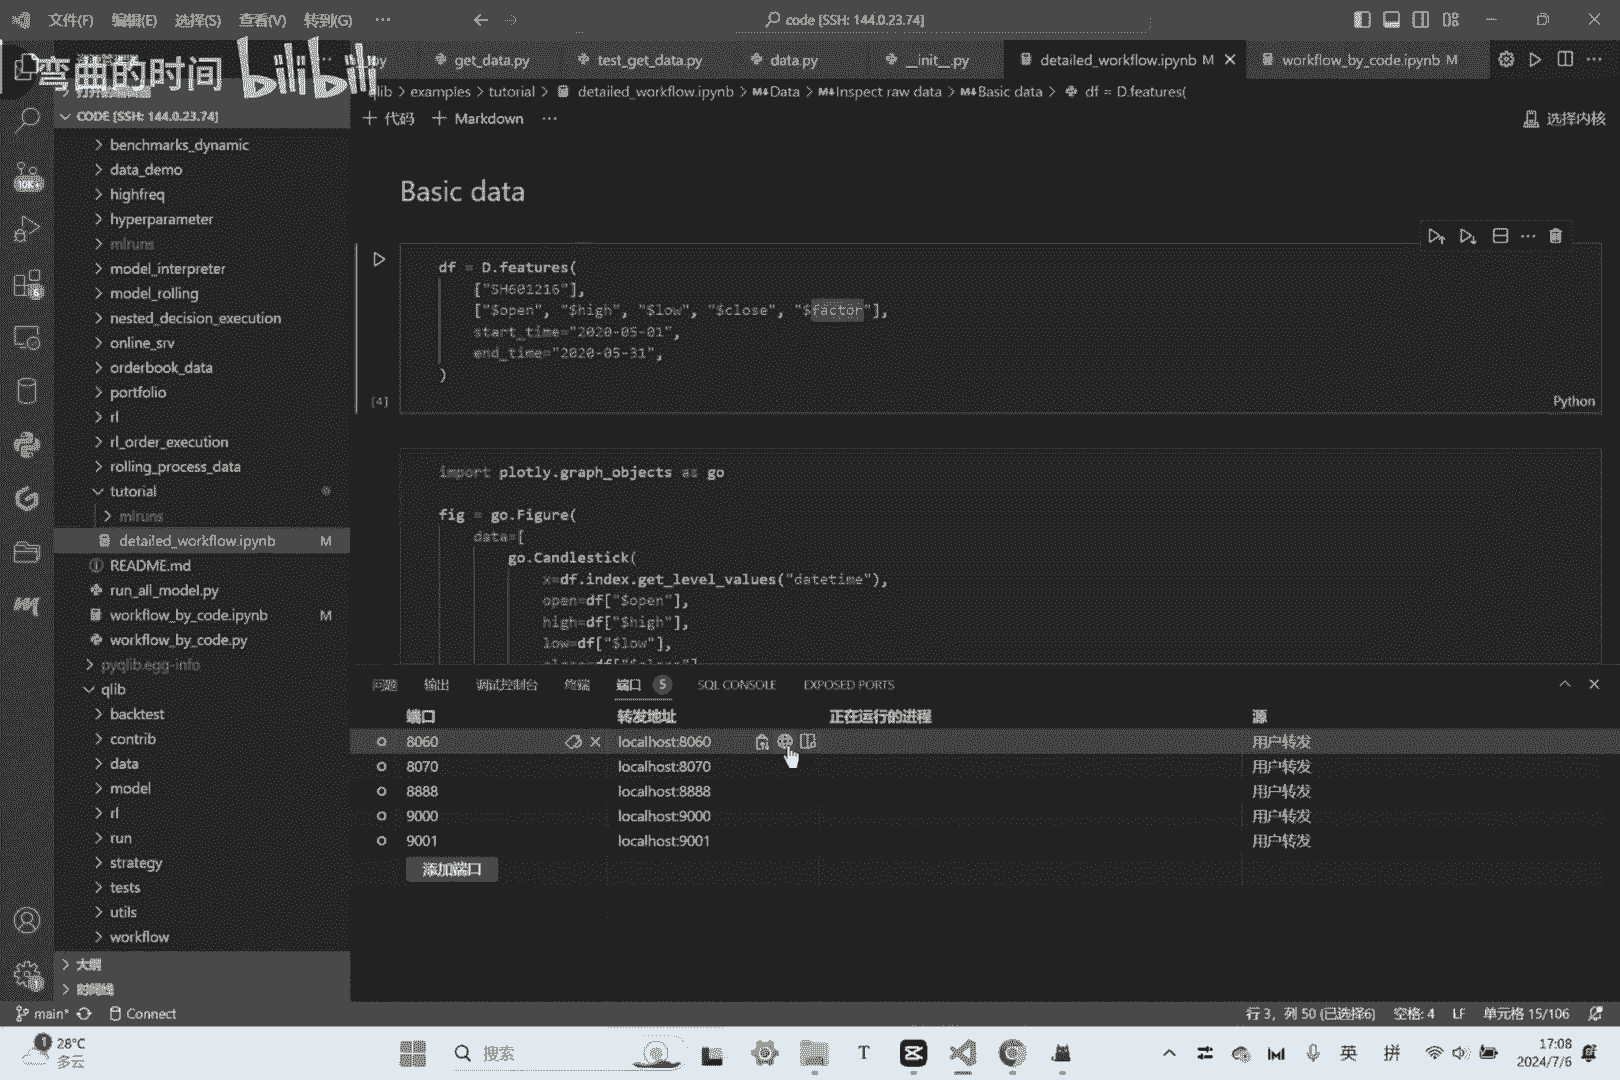 文件(F) 编辑(E) 选择(S) 查看(V) 转到(G) ··· code [SSH: 144.0.23.74]
弯曲的时间 bilibili
py get_data.py test_get_data.py data.py __init__.py detailed_workflow.ipynb M workflow_by_code.ipynb M
qlib > examples > tutorial > detailed_workflow.ipynb > M↓Data > M↓Inspect raw data > M↓Basic data > df = D.features(
CODE [SSH: 144.0.23.74]
+ 代码 + Markdown ··· 选择内核
benchmarks_dynamic
data_demo
highfreq
hyperparameter
mlruns
model_interpreter
model_rolling
nested_decision_execution
online_srv
orderbook_data
portfolio
rl
rl_order_execution
rolling_process_data
tutorial
mlruns
detailed_workflow.ipynb M
README.md
run_all_model.py
workflow_by_code.ipynb M
workflow_by_code.py
pyqlib.egg-info
qlib
backtest
contrib
data
model
rl
run
strategy
tests
utils
workflow
大纲
时间线
10K+
6
1
Basic data
df = D.features(
["SH601216"],
["$open", "$high", "$low", "$close", "$factor"],
start_time="2020-05-01",
end_time="2020-05-31",
)
[4] Python
import plotly.graph_objects as go
fig = go.Figure(
data=[
go.Candlestick(
x=df.index.get_level_values("datetime"),
open=df["$open"],
high=df["$high"],
low=df["$low"],
close=df["$close"]
问题 输出 调试控制台 终端 端口 5 SQL CONSOLE EXPOSED PORTS
端口 转发地址 正在运行的进程 源
8060 localhost:8060 用户转发
8070 localhost:8070 用户转发
8888 localhost:8888 用户转发
9000 localhost:9000 用户转发
9001 localhost:9001 用户转发
添加端口
main* Connect 行 3，列 50 (已选择6) 空格: 4 LF 单元格 15/106
1 28°C
多云
搜索
英 拼
17:08
2024/7/6